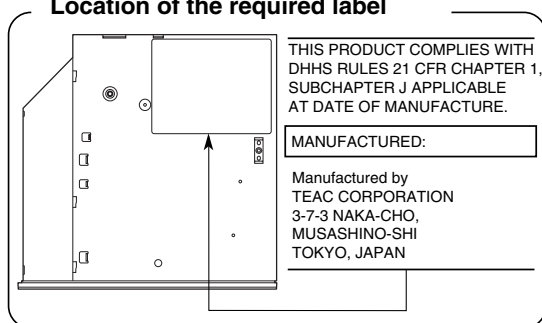 Location of the required label
THIS PRODUCT COMPLIES WITH
DHHS RULES 21 CFR CHAPTER 1,
SUBCHAPTER J APPLICABLE
AT DATE OF MANUFACTURE.
MANUFACTURED:
Manufactured by
TEAC CORPORATION
3-7-3 NAKA-CHO,
MUSASHINO-SHI
TOKYO, JAPAN